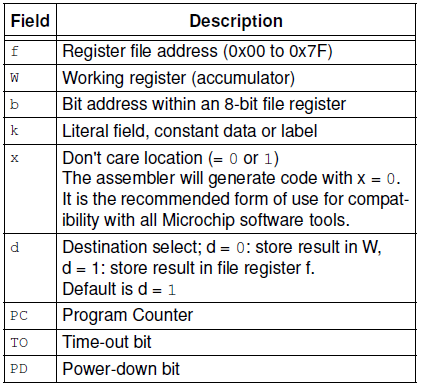 Field Description
f Register file address (0x00 to 0x7F)
W Working register (accumulator)
b Bit address within an 8-bit file register
k Literal field, constant data or label
x Don't care location (= 0 or 1)
The assembler will generate code with x = 0.
It is the recommended form of use for compat-
ibility with all Microchip software tools.
d Destination select; d = 0: store result in W,
d = 1: store result in file register f.
Default is d = 1
PC Program Counter
TO Time-out bit
PD Power-down bit